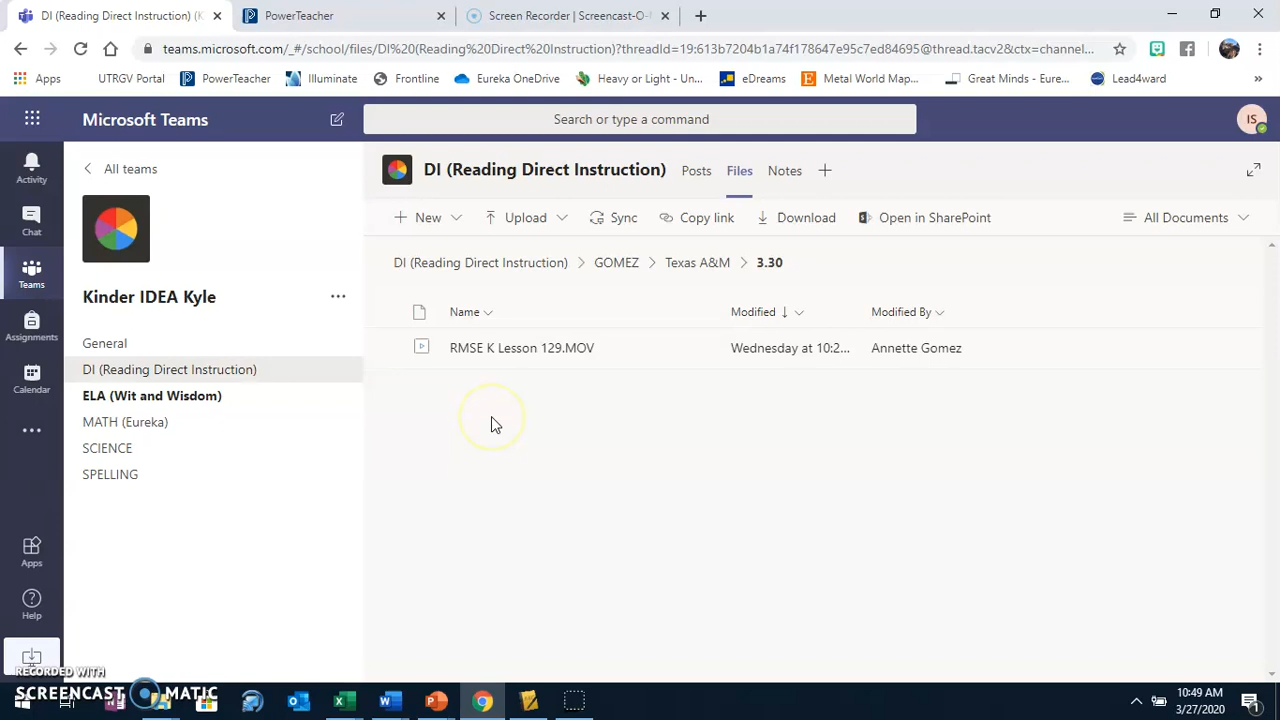 DI (Reading Direct Instruction) (K
PowerTeacher
Screen Recorder | Screencast-O-M
teams.microsoft.com/_#/school/files/DI%20(Reading%20Direct%20Instruction)?threadId=19:613b7204b1a74f178647e95c7ed84695@thread.tacv2&ctx=channel...
Apps
UTRGV Portal
PowerTeacher
Illuminate
Frontline
Eureka OneDrive
Heavy or Light - Un...
eDreams
Metal World Map...
Great Minds - Eure...
Lead4ward
»
Microsoft Teams
Search or type a command
IS
Activity
Chat
Teams
Assignments
Calendar
Apps
Help
All teams
Kinder IDEA Kyle
General
DI (Reading Direct Instruction)
ELA (Wit and Wisdom)
MATH (Eureka)
SCIENCE
SPELLING
DI (Reading Direct Instruction)
Posts
Files
Notes
New
Upload
Sync
Copy link
Download
Open in SharePoint
All Documents
DI (Reading Direct Instruction) > GOMEZ > Texas A&M > 3.30
Name
Modified
Modified By
RMSE K Lesson 129.MOV
Wednesday at 10:2...
Annette Gomez
RECORDED WITH
SCREENCAST MATIC
10:49 AM
3/27/2020